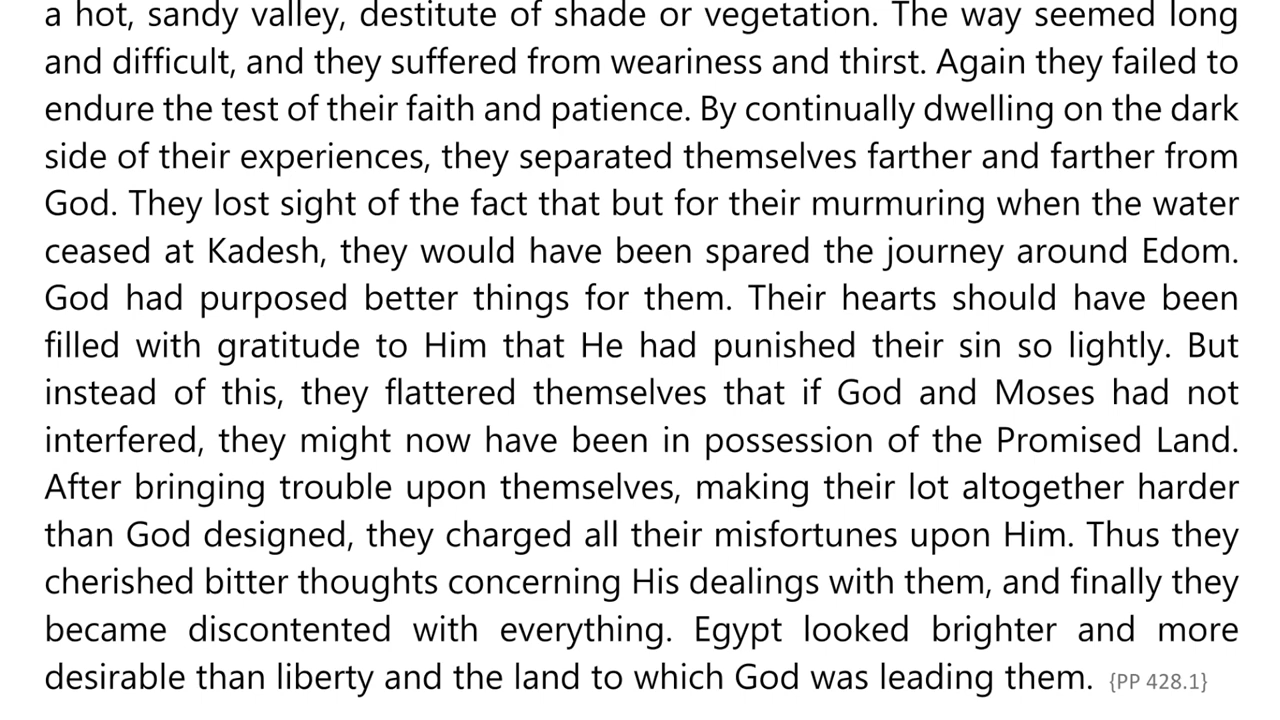 a hot, sandy valley, destitute of shade or vegetation. The way seemed long
and difficult, and they suffered from weariness and thirst. Again they failed to
endure the test of their faith and patience. By continually dwelling on the dark
side of their experiences, they separated themselves farther and farther from
God. They lost sight of the fact that but for their murmuring when the water
ceased at Kadesh, they would have been spared the journey around Edom.
God had purposed better things for them. Their hearts should have been
filled with gratitude to Him that He had punished their sin so lightly. But
instead of this, they flattered themselves that if God and Moses had not
interfered, they might now have been in possession of the Promised Land.
After bringing trouble upon themselves, making their lot altogether harder
than God designed, they charged all their misfortunes upon Him. Thus they
cherished bitter thoughts concerning His dealings with them, and finally they
became discontented with everything. Egypt looked brighter and more
desirable than liberty and the land to which God was leading them. {PP 428.1}